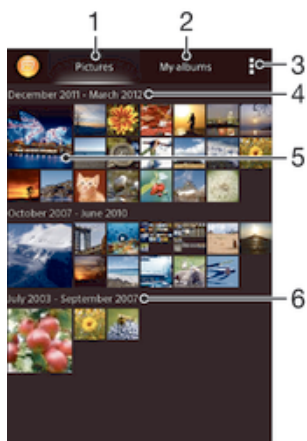 1
2
Pictures
My albums
3
December 2011 - March 2012
4
5
October 2007 - June 2010
July 2003 - September 2007
6